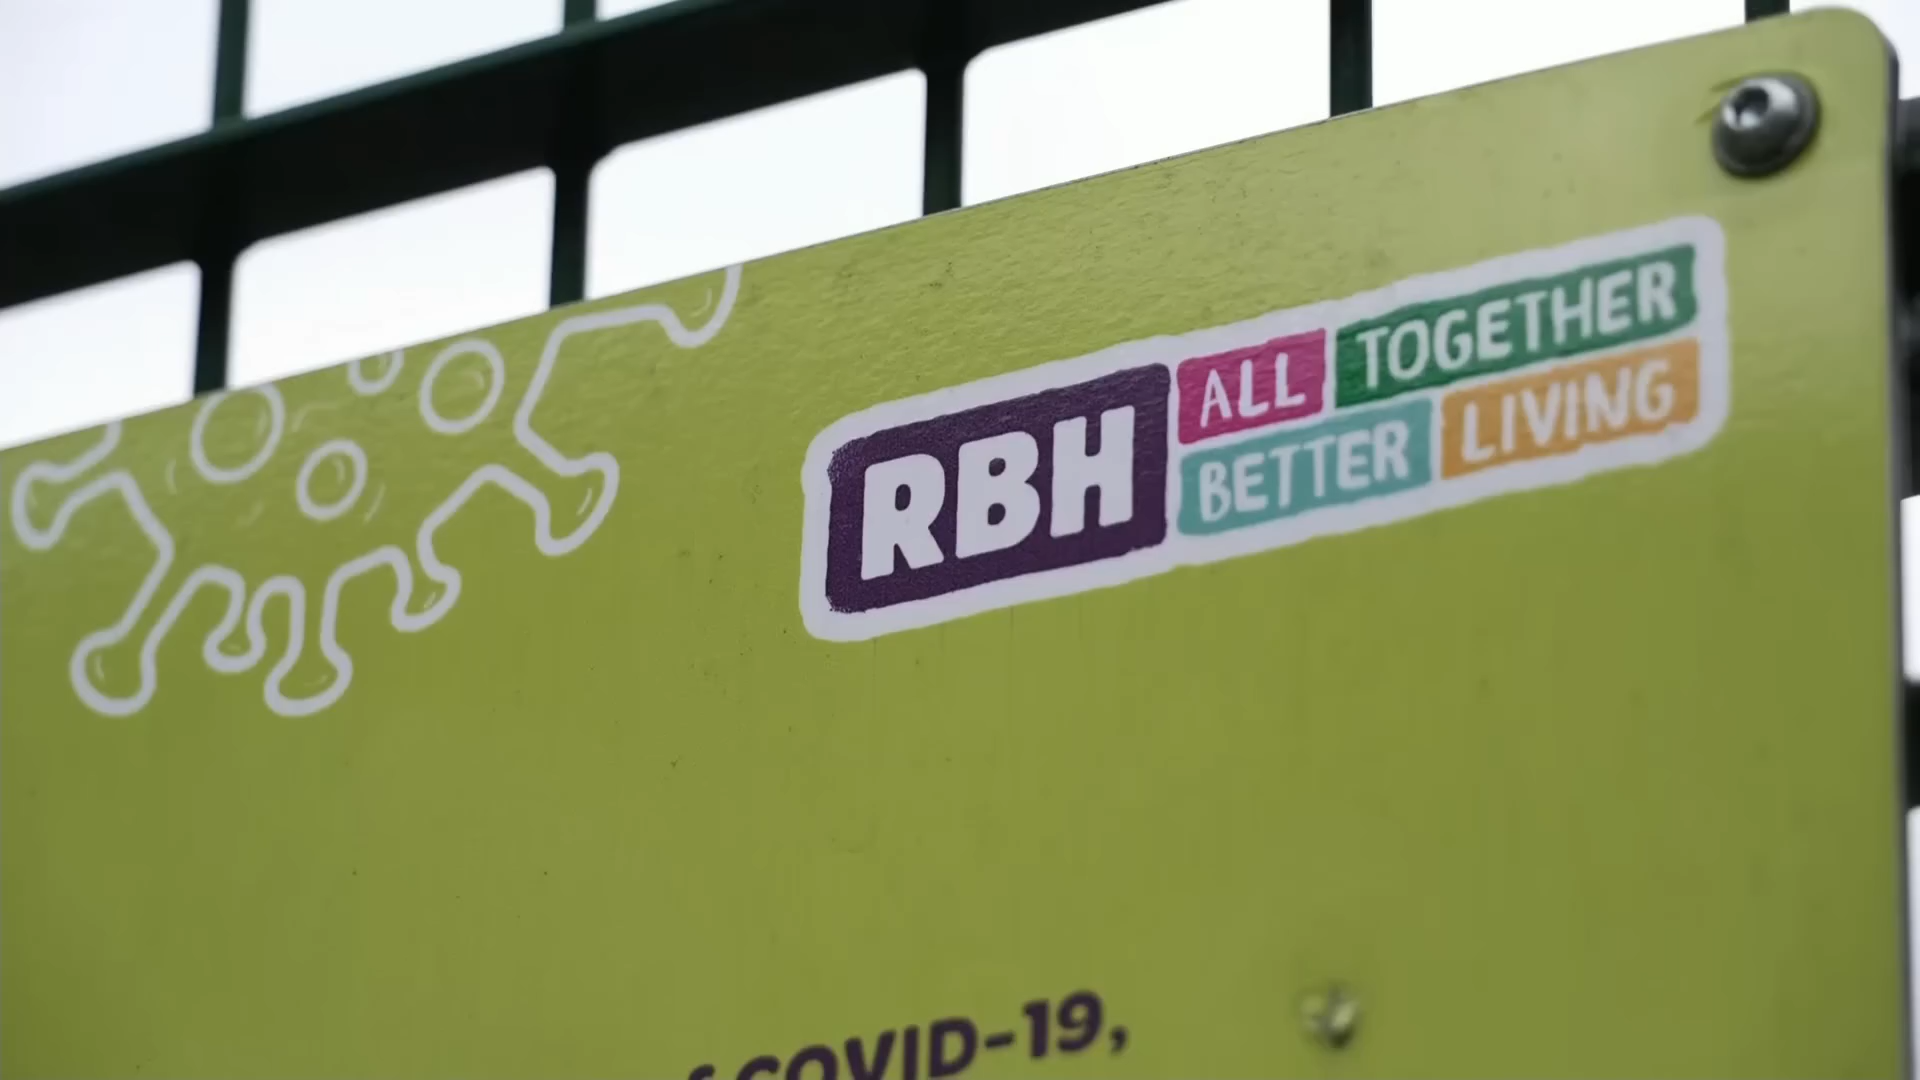 RBH
ALL TOGETHER
BETTER LIVING
COVID-19,